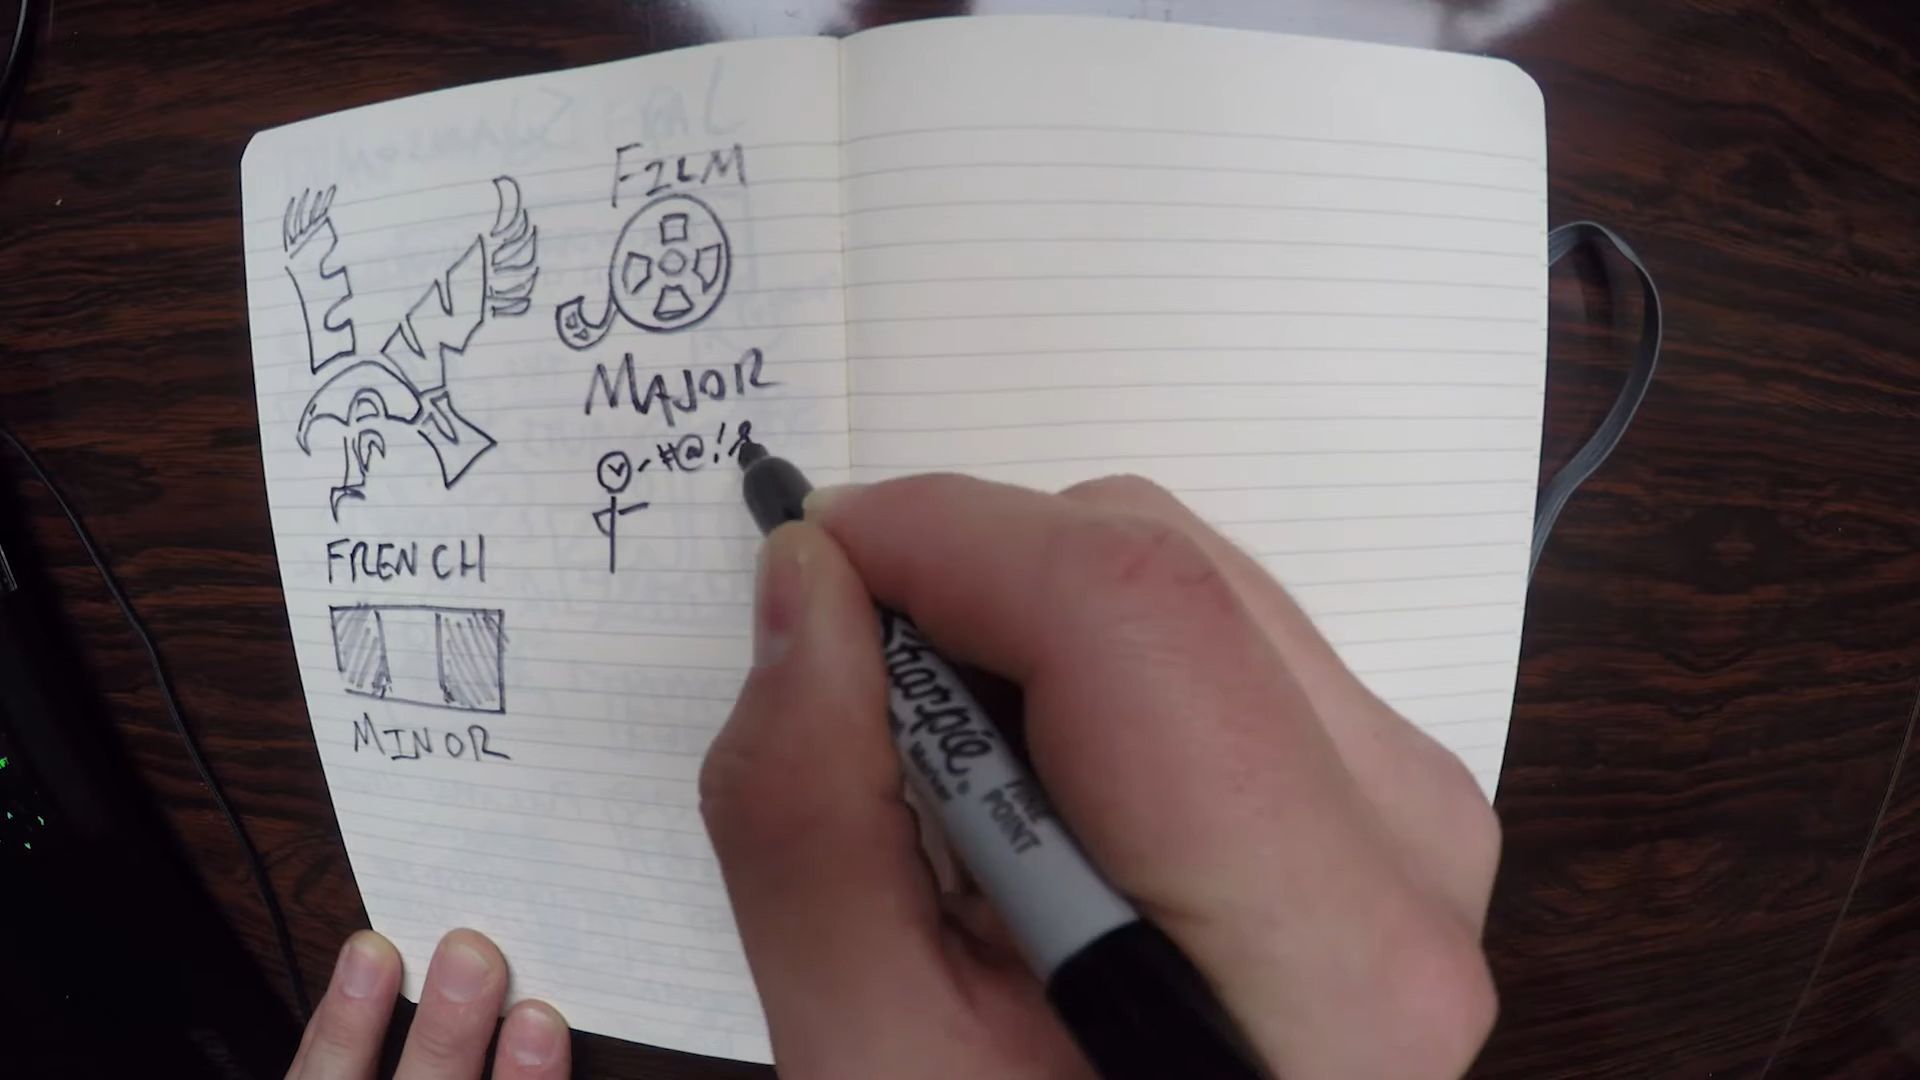 FILM
MAJOR
#@!&
FRENCH
MINOR
Sharpie.
FINE
POINT